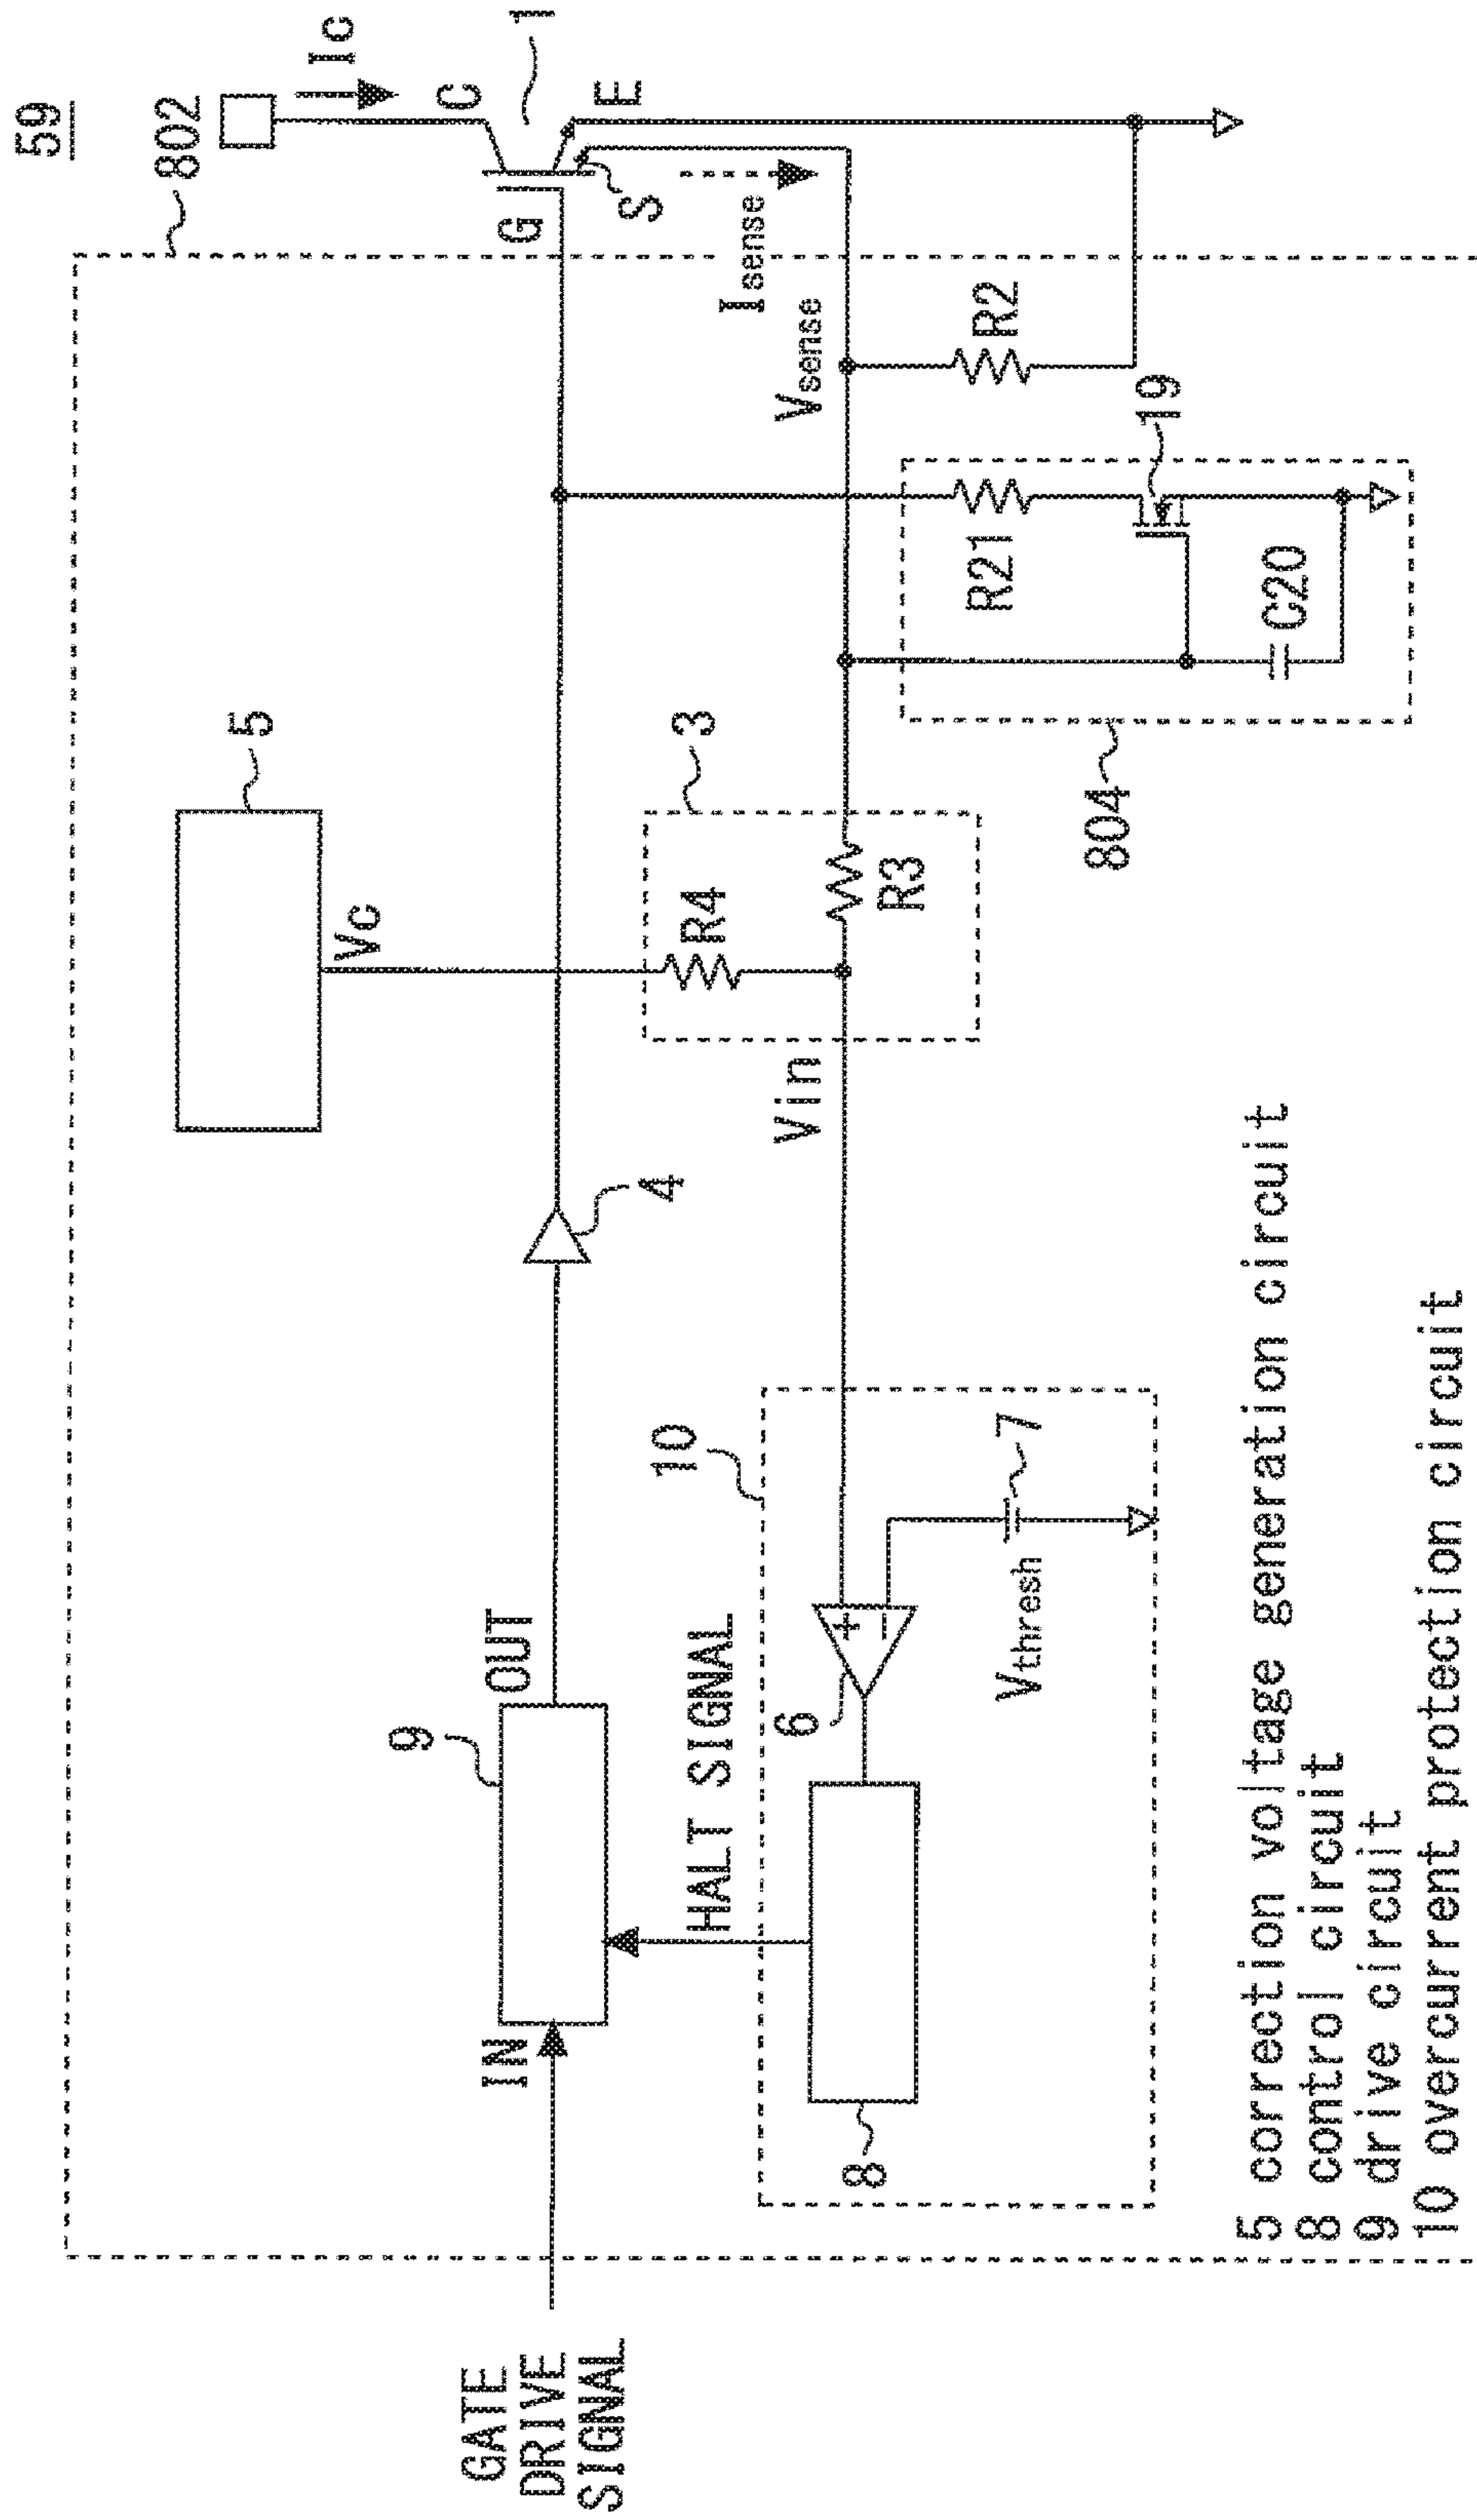 59
802
Ic
C
1
G
E
S
Isense
Vsense
R2
19
R21
C20
804
5
Vc
3
R4
R3
Vin
4
OUT
9
IN
GATE
DRIVE
SIGNAL
HALT SIGNAL
10
6
+
−
7
Vthresh
8
5 correction voltage generation circuit
8 control circuit
9 drive circuit
10 overcurrent protection circuit